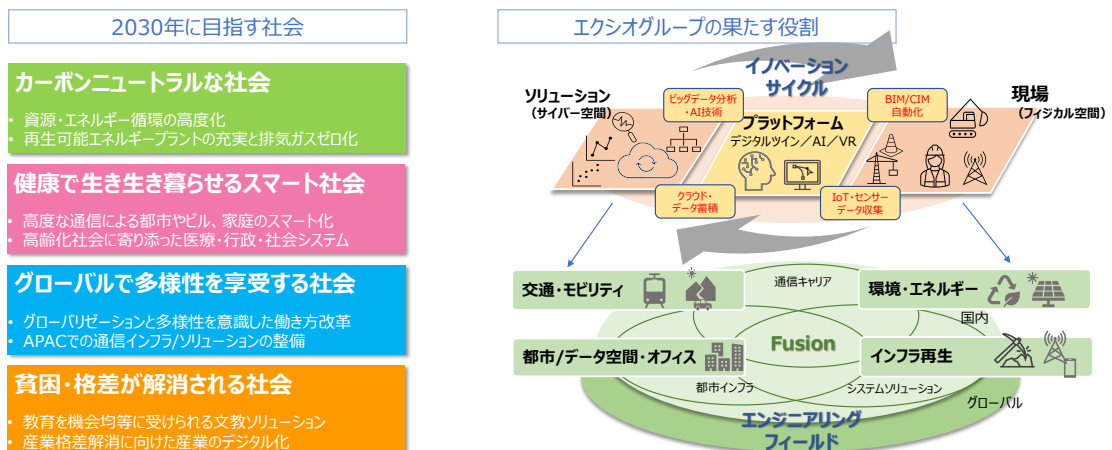 2030年に目指す社会
カーボンニュートラルな社会
• 資源・エネルギー循環の高度化
• 再生可能エネルギープラントの充実と排気ガスゼロ化
健康で生き生き暮らせるスマート社会
• 高度な通信による都市やビル、家庭のスマート化
• 高齢化社会に寄り添った医療・行政・社会システム
グローバルで多様性を享受する社会
• グローバリゼーションと多様性を意識した働き方改革
• APACでの通信インフラ/ソリューションの整備
貧困・格差が解消される社会
• 教育を機会均等に受けられる文教ソリューション
• 産業格差解消に向けた産業のデジタル化
エクシオグループの果たす役割
イノベーション
サイクル
ソリューション
（サイバー空間）
ビッグデータ分析
・AI技術
BIM/CIM
自動化
現場
（フィジカル空間）
プラットフォーム
デジタルツイン／AI／VR
クラウド・
データ蓄積
IoT・センサー
データ収集
交通・モビリティ
通信キャリア
環境・エネルギー
国内
都市/データ空間・オフィス
Fusion
インフラ再生
都市インフラ
システムソリューション
グローバル
エンジニアリング
フィールド